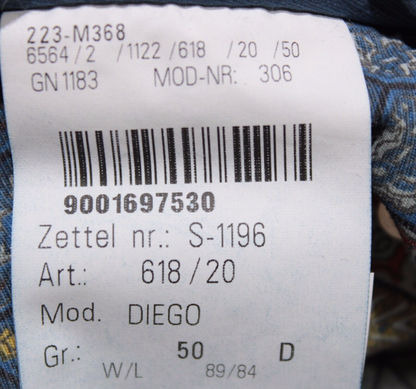 223-M368
6564/2 /1122/618 /20 /50
GN1183 MOD-NR: 306
9001697530
Zettel nr.: S-1196
Art.: 618/20
Mod. DIEGO
Gr.: 50 D
W/L 89/84